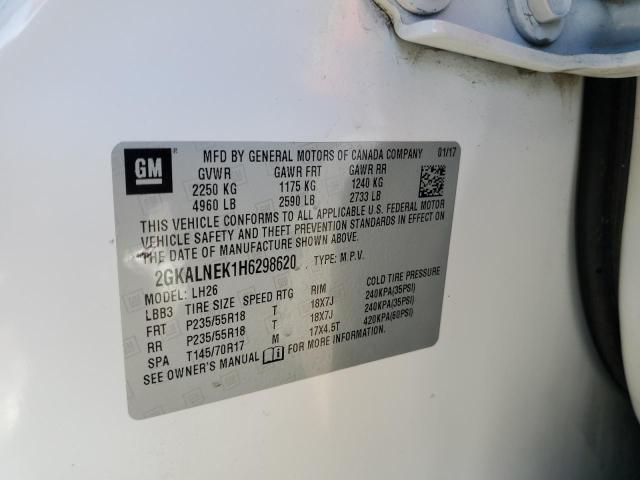 GM ®
MFD BY GENERAL MOTORS OF CANADA COMPANY 01/17
GVWR GAWR FRT GAWR RR
2250 KG 1175 KG 1240 KG
4960 LB 2590 LB 2733 LB
THIS VEHICLE CONFORMS TO ALL APPLICABLE U.S. FEDERAL MOTOR
VEHICLE SAFETY AND THEFT PREVENTION STANDARDS IN EFFECT ON
THE DATE OF MANUFACTURE SHOWN ABOVE.
2GKALNEK1H6298620 TYPE: M.P.V.
MODEL: LH26
LBB3 TIRE SIZE SPEED RTG RIM COLD TIRE PRESSURE
FRT P235/55R18 T 18X7J 240KPA(35PSI)
RR P235/55R18 T 18X7J 240KPA(35PSI)
SPA T145/70R17 M 17X4.5T 420KPA(60PSI)
SEE OWNER'S MANUAL FOR MORE INFORMATION